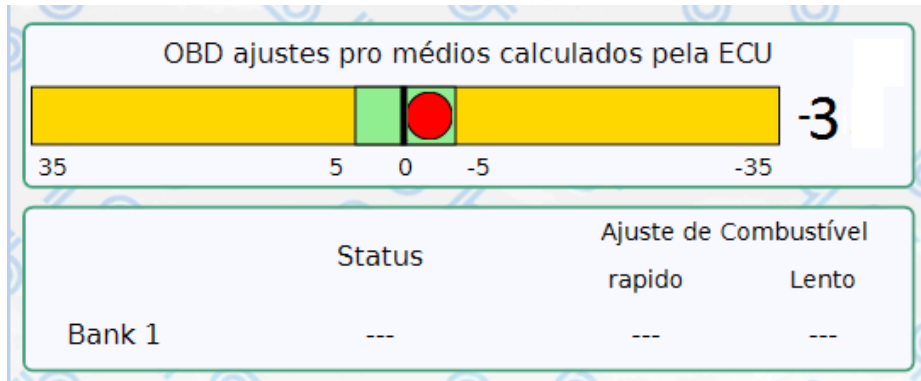 OBD ajustes pro médios calculados pela ECU
-3
35 5 0 -5 -35
Ajuste de Combustível
Status
rapido Lento
Bank 1 --- --- ---